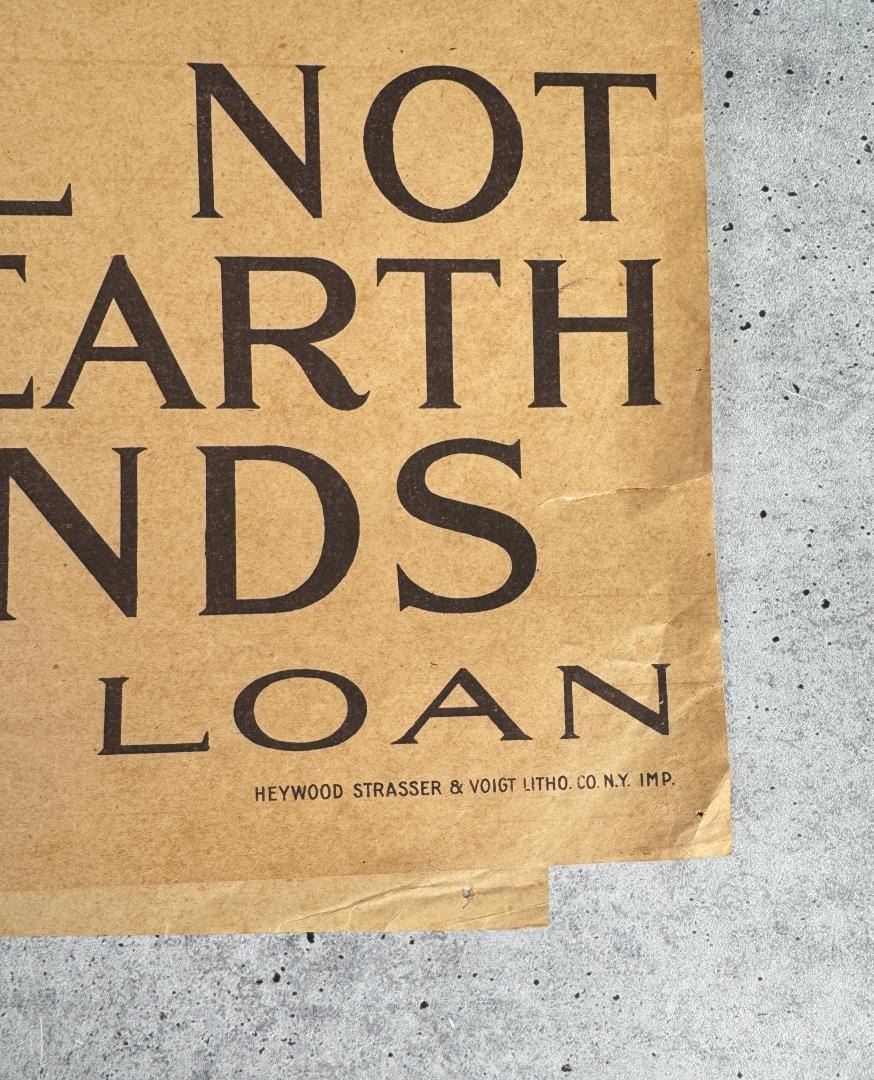 L NOT
EARTH
NDS
LOAN
HEYWOOD STRASSER & VOIGT LITHO. CO. N.Y. IMP.